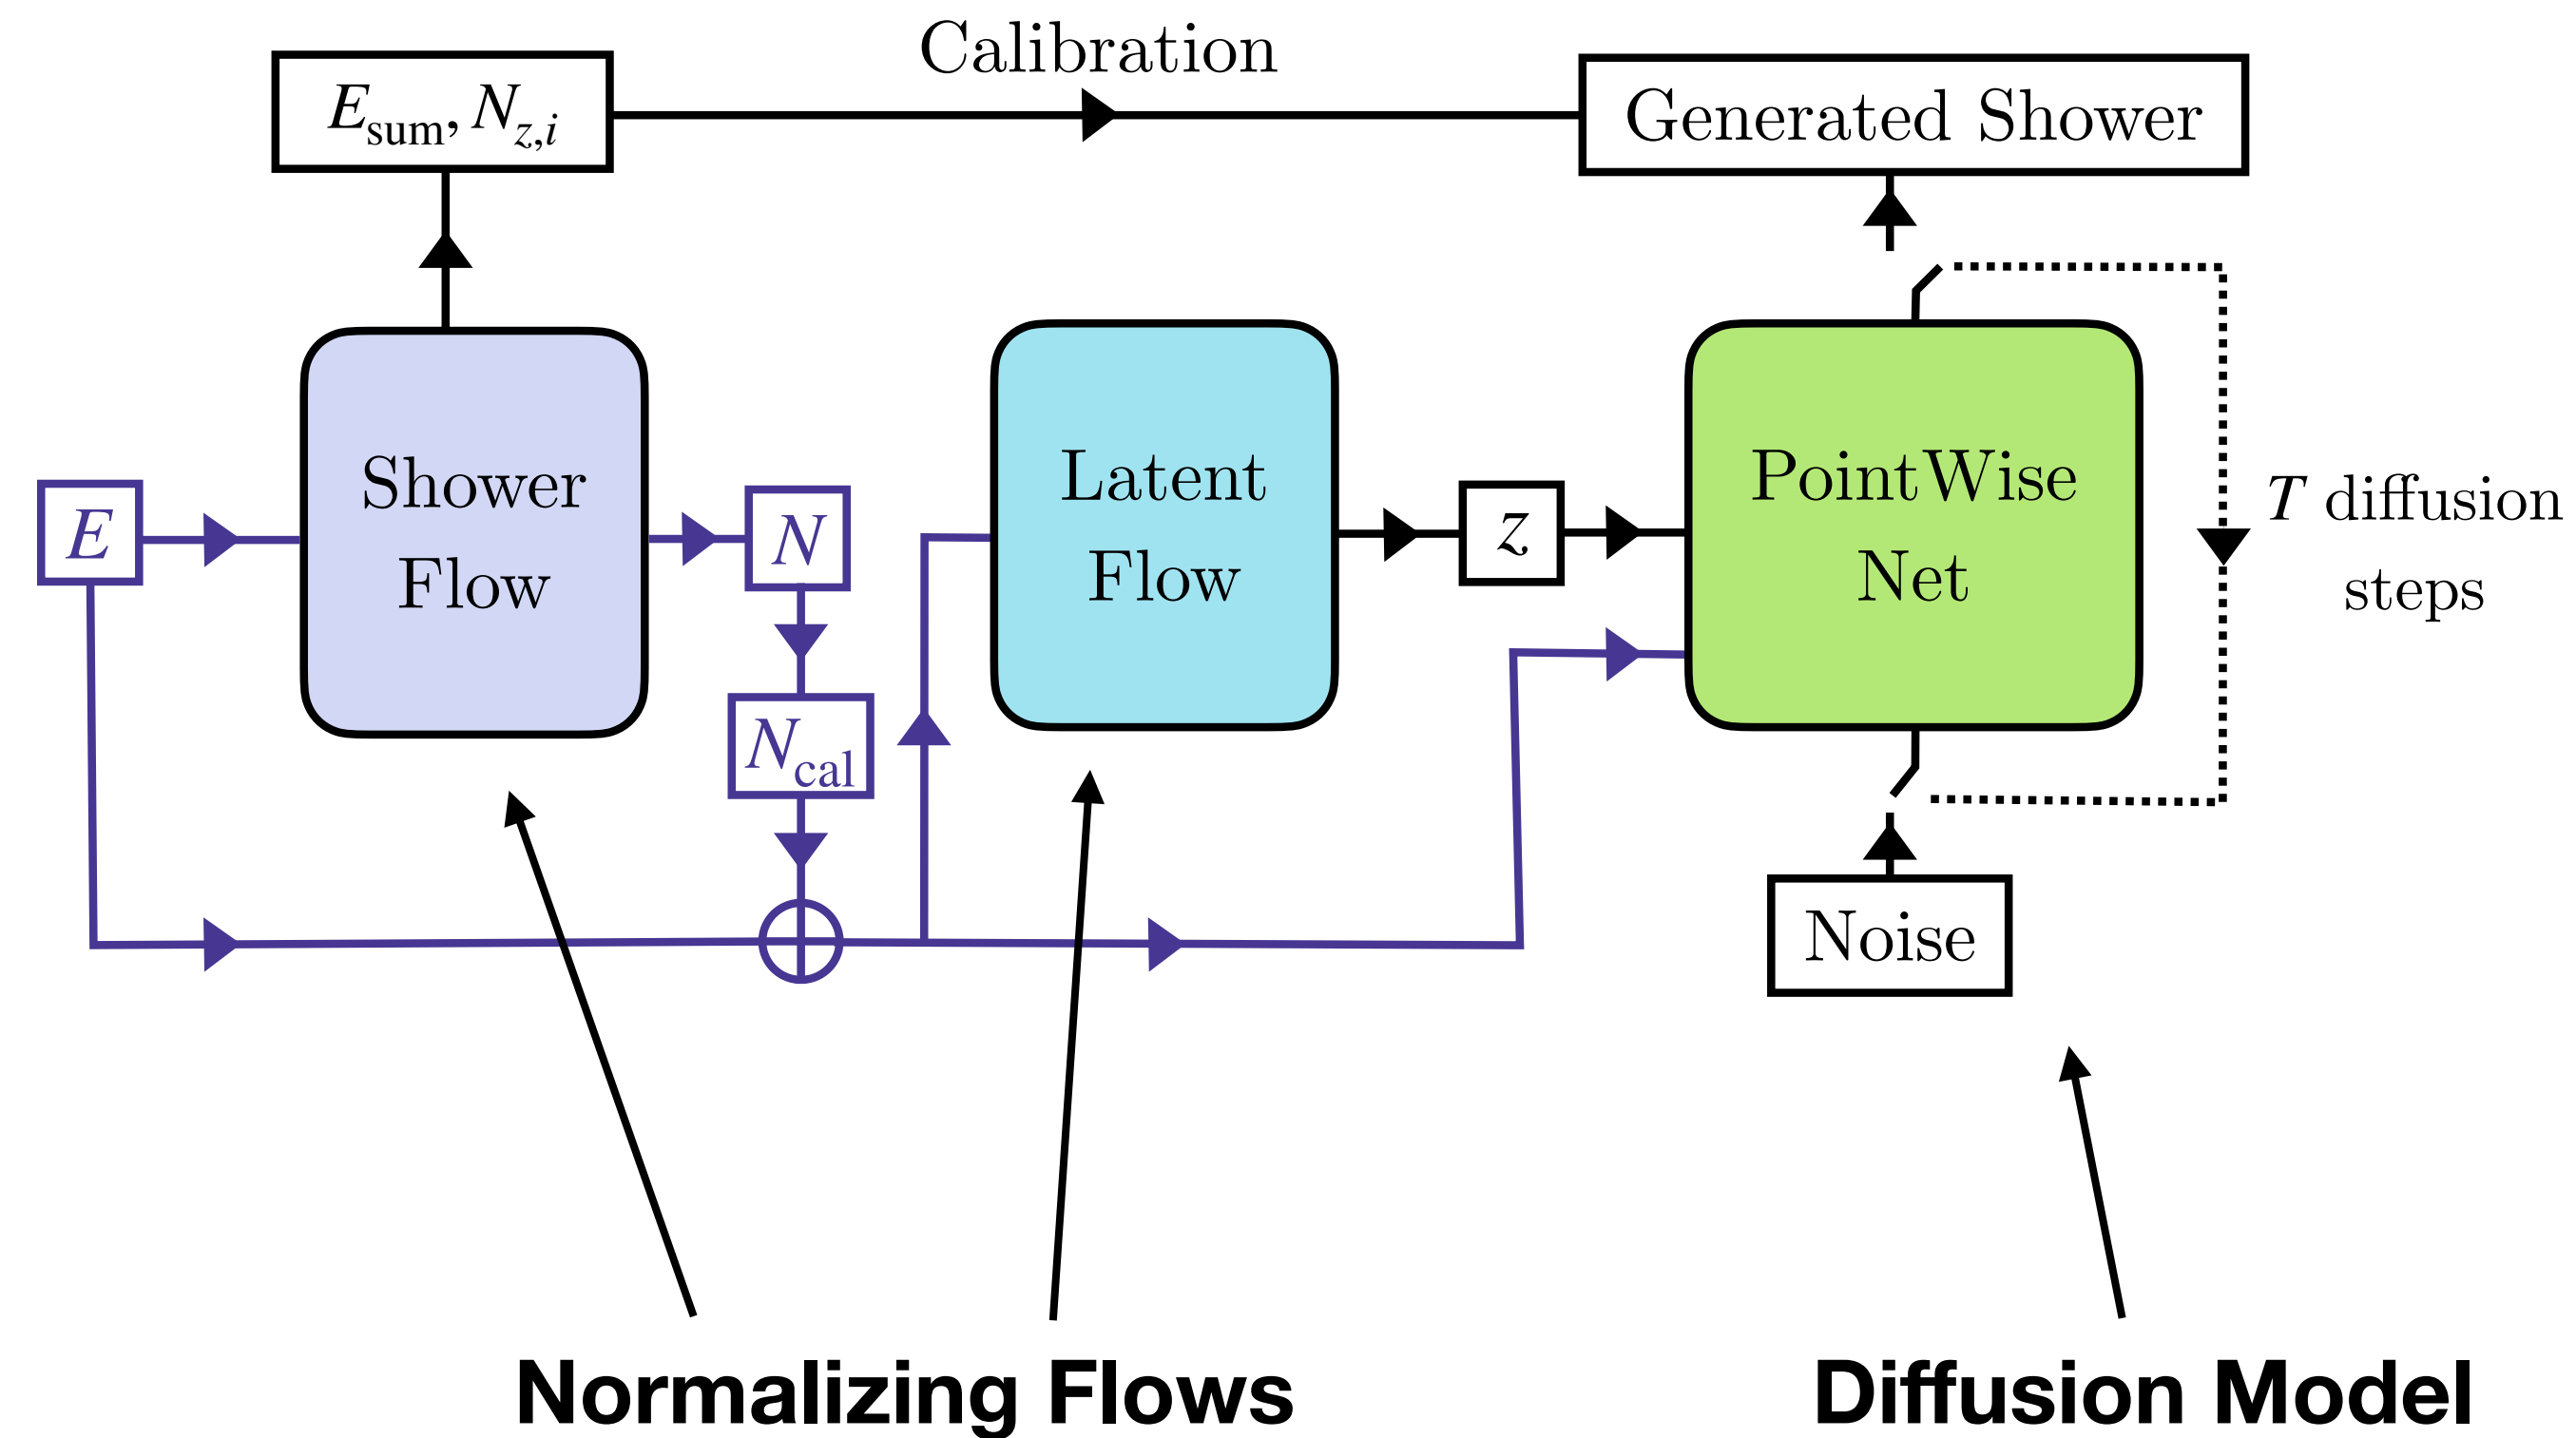 Calibration
E_sum, N_z,i
Generated Shower
E
Shower
Flow
N
N_cal
Latent
Flow
z
PointWise
Net
T diffusion
steps
Noise
Normalizing Flows
Diffusion Model